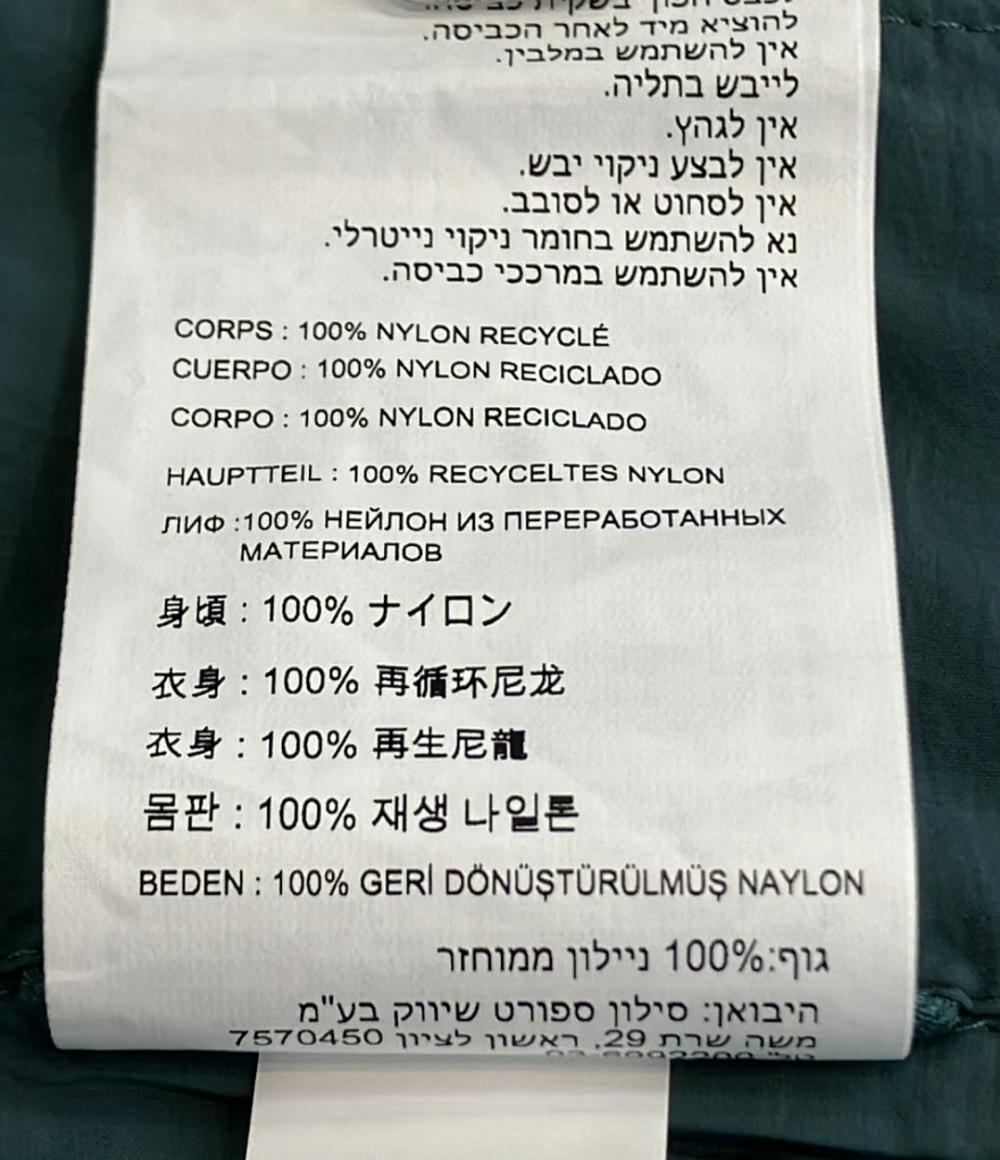 להוציא מיד לאחר הכביסה.
אין להשתמש במלבין.
לייבש בתליה.
אין לגהץ.
אין לבצע ניקוי יבש.
אין לסחוט או לסובב.
נא להשתמש בחומר ניקוי נייטרלי.
אין להשתמש במרככי כביסה.
CORPS : 100% NYLON RECYCLÉ
CUERPO : 100% NYLON RECICLADO
CORPO : 100% NYLON RECICLADO
HAUPTTEIL : 100% RECYCELTES NYLON
ЛИФ :100% НЕЙЛОН ИЗ ПЕРЕРАБОТАННЫХ
МАТЕРИАЛОВ
身頃 : 100% ナイロン
衣身 : 100% 再循环尼龙
衣身 : 100% 再生尼龍
몸판 : 100% 재생 나일론
BEDEN : 100% GERİ DÖNÜŞTÜRÜLMÜŞ NAYLON
גוף:100% ניילון ממוחזר
היבואן: סילון ספורט שיווק בע"מ
משה שרת 29, ראשון לציון 7570450